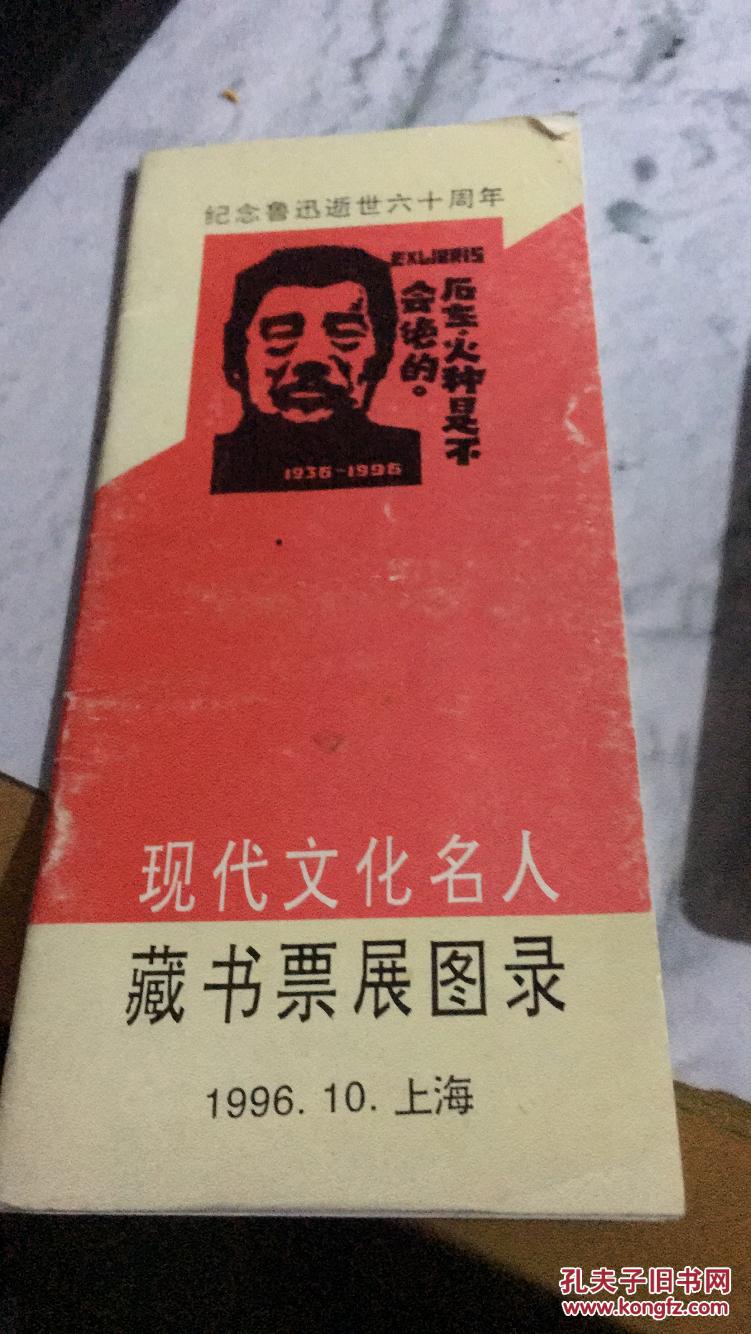 纪念鲁迅逝世六十周年
EXLIBRIS
石在,火种是不
会绝的。
1936-1996
现代文化名人
藏书票展图录
1996.10.上海
孔夫子旧书网
www.kongfz.com